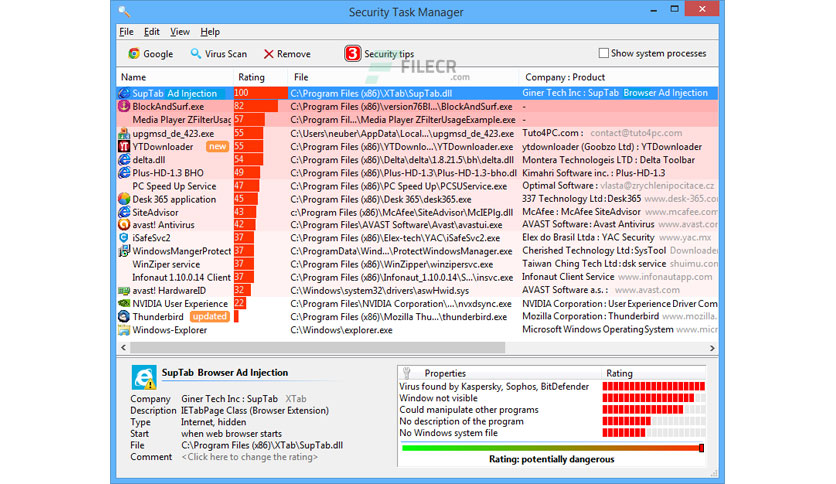 Security Task Manager
File Edit View Help
Google Virus Scan Remove 3 Security tips Show system processes
FILECR
.com
Name Rating File Company : Product
SupTab Ad Injection 100 C:\Program Files (x86)\XTab\SupTab.dll Giner Tech Inc : SupTab Browser Ad Injection
BlockAndSurf.exe 82 C:\Program Files (x86)\version76Bl...\BlockAndSurf.exe -
Media Player ZFilterUsag 57 C:\Program Fil...\Media Player ZFilterUsageExample.exe -
upgmsd_de_423.exe 55 C:\Users\neuber\AppData\Local...\upgmsd_de_423.exe Tuto4PC.com : contact@tuto4pc.com
YTDownloader new 55 C:\Program Files (x86)\YTDown...\YTDownloader.exe ytdownloader (Goobzo Ltd) : YTDownloader
delta.dll 54 C:\Program Files (x86)\Delta\delta\1.8.21.5\bh\delta.dll Montera Technologeis LTD : Delta Toolbar
Plus-HD-1.3 BHO 49 C:\Program Files (x86)\Plus-HD-1.3\Plus-HD-1.3-bho.dl Kimahri Software inc. : Plus-HD-1.3
PC Speed Up Service 47 C:\Program Files (x86)\PC Speed Up\PCSUService.exe Optimal Software : vlasta@zrychlenipocitace.cz
Desk 365 application 45 C:\Program Files (x86)\Desk 365\desk365.exe 337 Technology Ltd : Desk365 www.desk-365.co
SiteAdvisor 43 c:\Program Files (x86)\McAfee\SiteAdvisor\McIEPlg.dll McAfee : McAfee SiteAdvisor www.mcafee.com
avast! Antivirus 42 C:\Program Files\AVAST Software\Avast\avastui.exe AVAST Software : Avast Antivirus www.avast.com
iSafeSvc2 37 C:\Program Files (x86)\Elex-tech\YAC\iSafeSvc2.exe Elex do Brasil Ltda : YAC Security www.yac.mx
WindowsMangerProtect 37 C:\ProgramData\Wind...\ProtectWindowsManager.exe Cherished Technology Ltd : SysTool Downloader
WinZiper service 37 C:\Program Files (x86)\WinZipper\winzipersvc.exe Taiwan Ching Tech Ltd : dsk service shuimu.com
Infonaut 1.10.0.14 Client 37 C:\Program Files (x86)\Infonaut_1.10.0.14\S...\insvc.exe Infonaut Client Service www.infonautapp.com
avast! HardwareID 32 C:\Windows\system32\drivers\aswHwid.sys AVAST Software a.s. : www.avast.com
NVIDIA User Experience 22 C:\Program Files\NVIDIA Corporation\...\nvxdsync.exe NVIDIA Corporation : User Experience Driver Com
Thunderbird updated C:\Program Files (x86)\Mozilla Thu...\thunderbird.exe Mozilla Corporation : Thunderbird www.mozilla.
Windows-Explorer C:\Windows\explorer.exe Microsoft Windows Operating System www.micro
SupTab Browser Ad Injection
Company Giner Tech Inc : SupTab XTab
Description IETabPage Class (Browser Extension)
Type Internet, hidden
Start when web browser starts
File C:\Program Files (x86)\XTab\SupTab.dll
Comment <Click here to change the rating>
Properties Rating
Virus found by Kaspersky, Sophos, BitDefender
Window not visible
Could manipulate other programs
No description of the program
No Windows system file
Rating: potentially dangerous